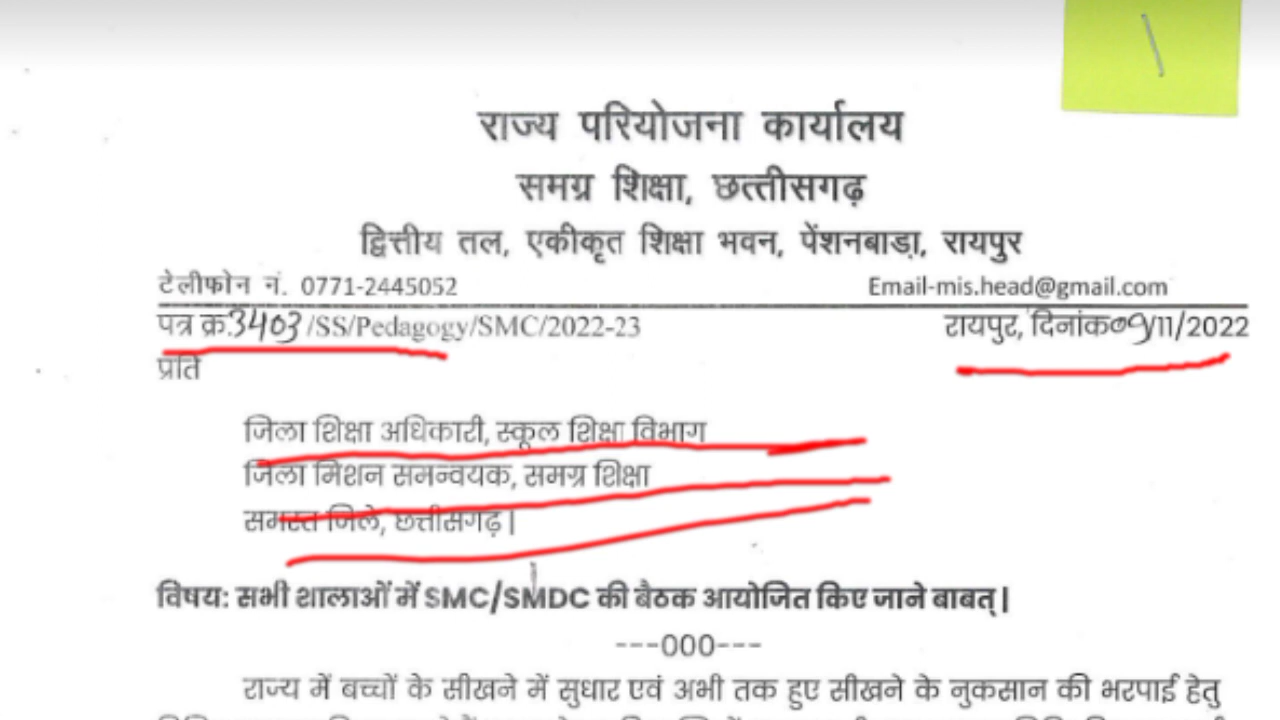 राज्य परियोजना कार्यालय
समग्र शिक्षा, छत्तीसगढ़
द्वित्तीय तल, एकीकृत शिक्षा भवन, पेंशनबाडा, रायपुर
टेलीफोन नं. 0771-2445052 Email-mis.head@gmail.com
पत्र क्र.3403/SS/Pedagogy/SMC/2022-23 रायपुर, दिनांक09/11/2022
प्रति
जिला शिक्षा अधिकारी, स्कूल शिक्षा विभाग
जिला मिशन समन्वयक, समग्र शिक्षा
समस्त जिले, छत्तीसगढ़ |
विषय: सभी शालाओं में SMC/SMDC की बैठक आयोजित किए जाने बाबत् |
---000---
राज्य में बच्चों के सीखने में सुधार एवं अभी तक हुए सीखने के नुकसान की भरपाई हेतु